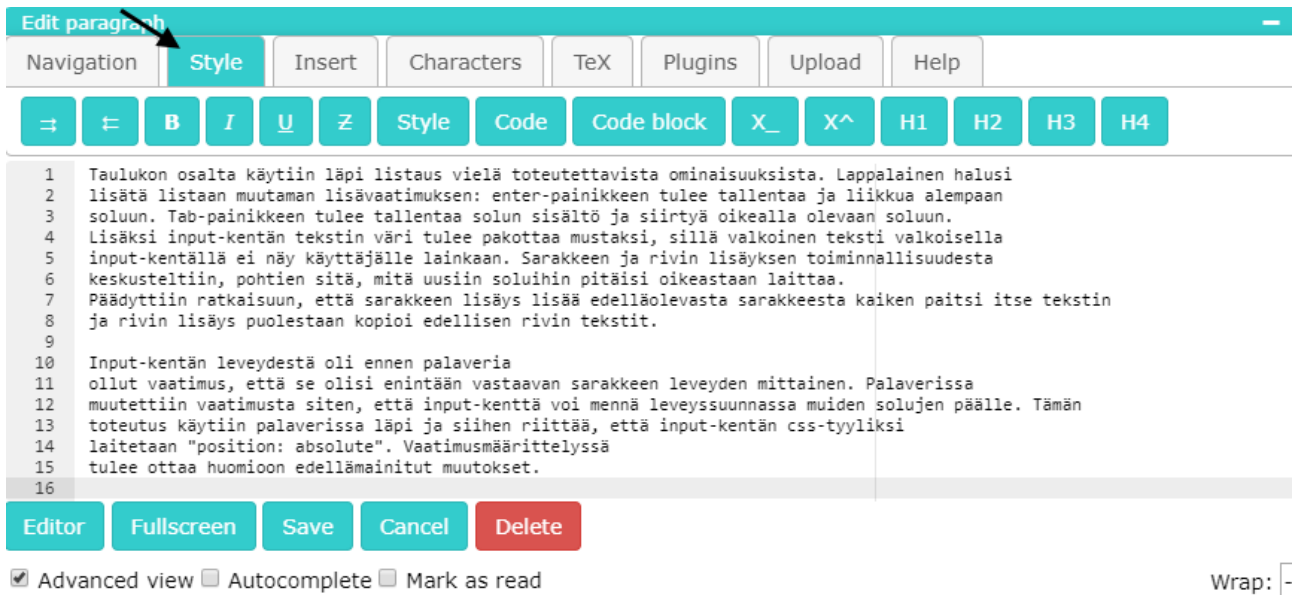 Edit paragraph
Navigation Style Insert Characters TeX Plugins Upload Help
⇉ ⇇ B I U Z Style Code Code block X_ X^ H1 H2 H3 H4
1 Taulukon osalta käytiin läpi listaus vielä toteutettavista ominaisuuksista. Lappalainen halusi
2 lisätä listaan muutaman lisävaatimuksen: enter-painikkeen tulee tallentaa ja liikkua alempaan
3 soluun. Tab-painikkeen tulee tallentaa solun sisältö ja siirtyä oikealla olevaan soluun.
4 Lisäksi input-kentän tekstin väri tulee pakottaa mustaksi, sillä valkoinen teksti valkoisella
5 input-kentällä ei näy käyttäjälle lainkaan. Sarakkeen ja rivin lisäyksen toiminnallisuudesta
6 keskusteltiin, pohtien sitä, mitä uusiin soluihin pitäisi oikeastaan laittaa.
7 Päädyttiin ratkaisuun, että sarakkeen lisäys lisää edelläolevasta sarakkeesta kaiken paitsi itse tekstin
8 ja rivin lisäys puolestaan kopioi edellisen rivin tekstit.
9
10 Input-kentän leveydestä oli ennen palaveria
11 ollut vaatimus, että se olisi enintään vastaavan sarakkeen leveyden mittainen. Palaverissa
12 muutettiin vaatimusta siten, että input-kenttä voi mennä leveyssuunnassa muiden solujen päälle. Tämän
13 toteutus käytiin palaverissa läpi ja siihen riittää, että input-kentän css-tyyliksi
14 laitetaan "position: absolute". Vaatimusmäärittelyssä
15 tulee ottaa huomioon edellämainitut muutokset.
16
Editor Fullscreen Save Cancel Delete
Advanced view Autocomplete Mark as read Wrap: -